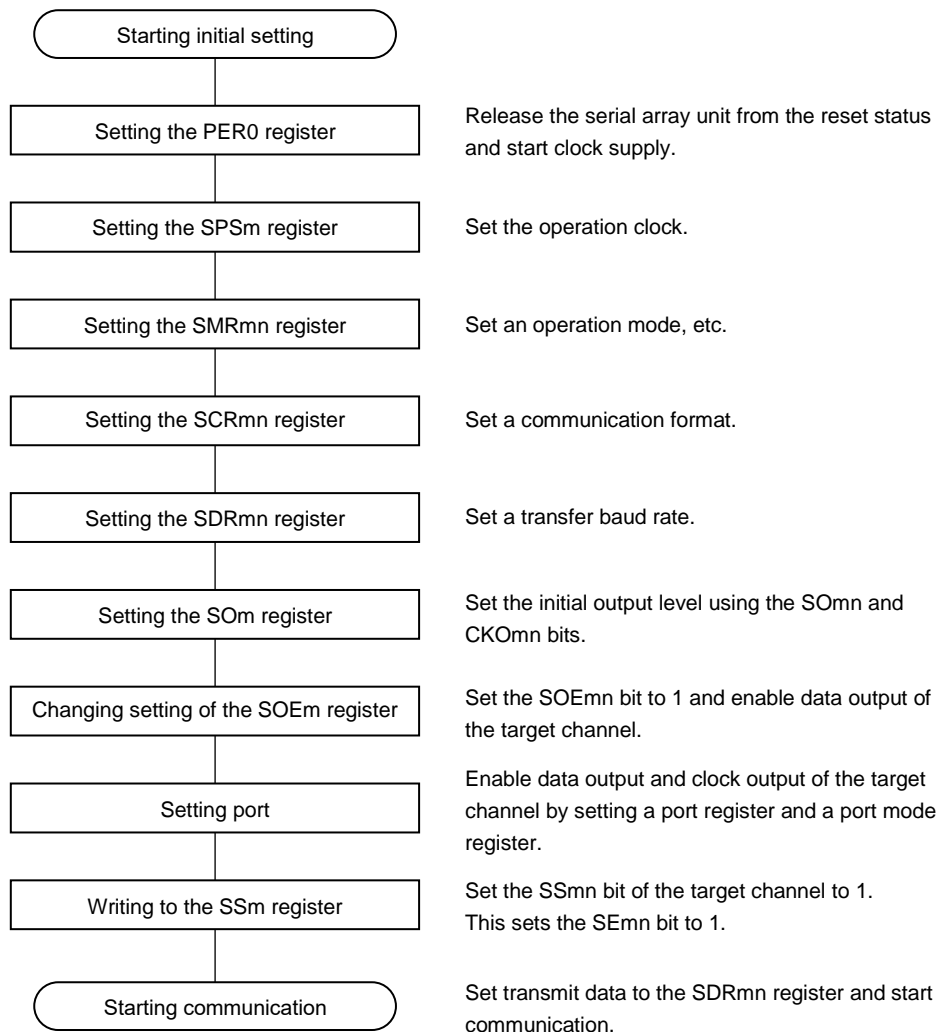 Starting initial setting
Setting the PER0 register
Release the serial array unit from the reset status
and start clock supply.
Setting the SPSm register
Set the operation clock.
Setting the SMRmn register
Set an operation mode, etc.
Setting the SCRmn register
Set a communication format.
Setting the SDRmn register
Set a transfer baud rate.
Setting the SOm register
Set the initial output level using the SOmn and
CKOmn bits.
Changing setting of the SOEm register
Set the SOEmn bit to 1 and enable data output of
the target channel.
Setting port
Enable data output and clock output of the target
channel by setting a port register and a port mode
register.
Writing to the SSm register
Set the SSmn bit of the target channel to 1.
This sets the SEmn bit to 1.
Starting communication
Set transmit data to the SDRmn register and start
communication.